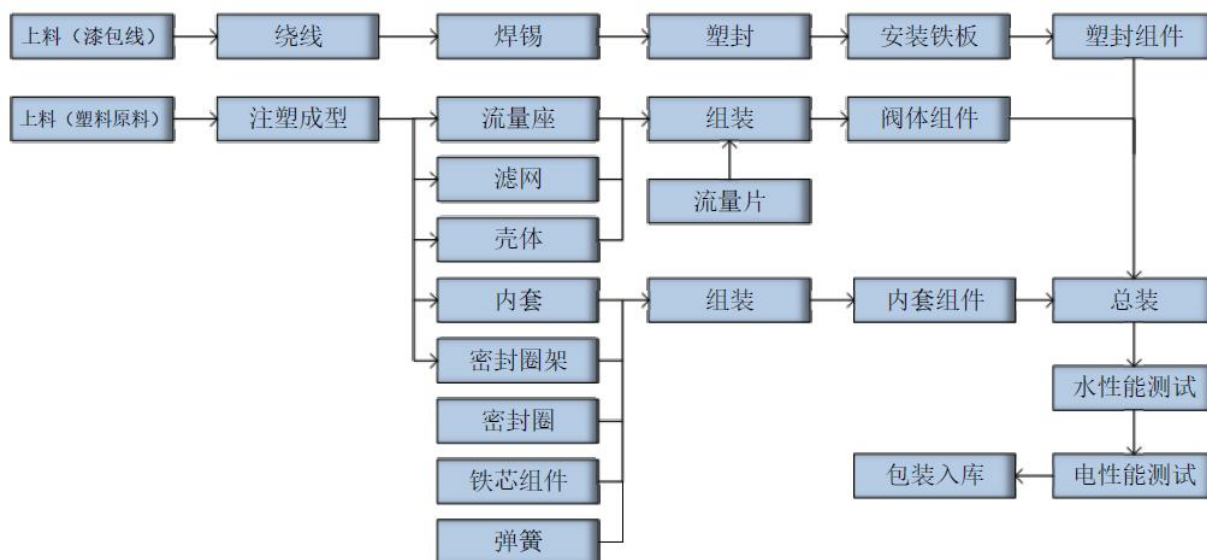 上料（漆包线）
绕线
焊锡
塑封
安装铁板
塑封组件
上料（塑料原料）
注塑成型
流量座
组装
阀体组件
滤网
流量片
壳体
内套
组装
内套组件
总装
密封圈架
水性能测试
密封圈
铁芯组件
包装入库
电性能测试
弹簧